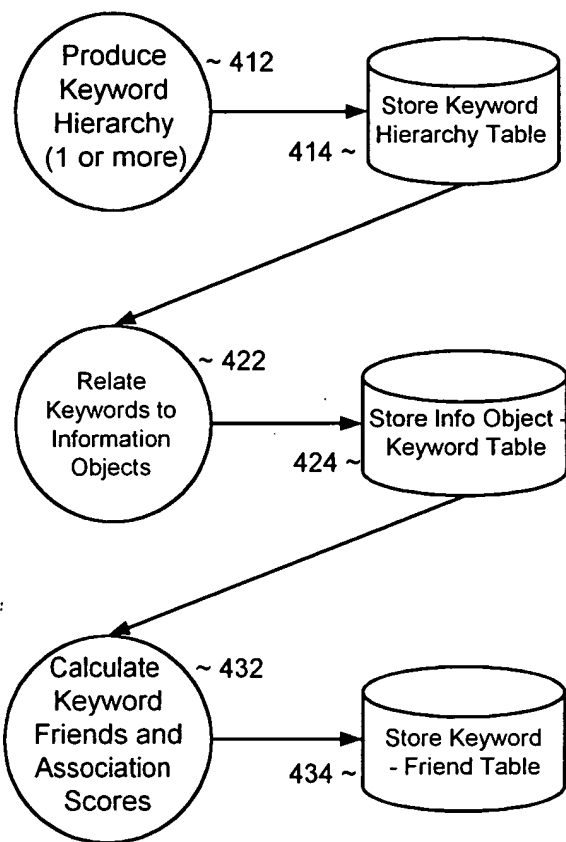 Produce
Keyword
Hierarchy
(1 or more)
~ 412
Store Keyword
Hierarchy Table
414 ~
Relate
Keywords to
Information
Objects
~ 422
Store Info Object -
Keyword Table
424 ~
Calculate
Keyword
Friends and
Association
Scores
~ 432
Store Keyword
- Friend Table
434 ~